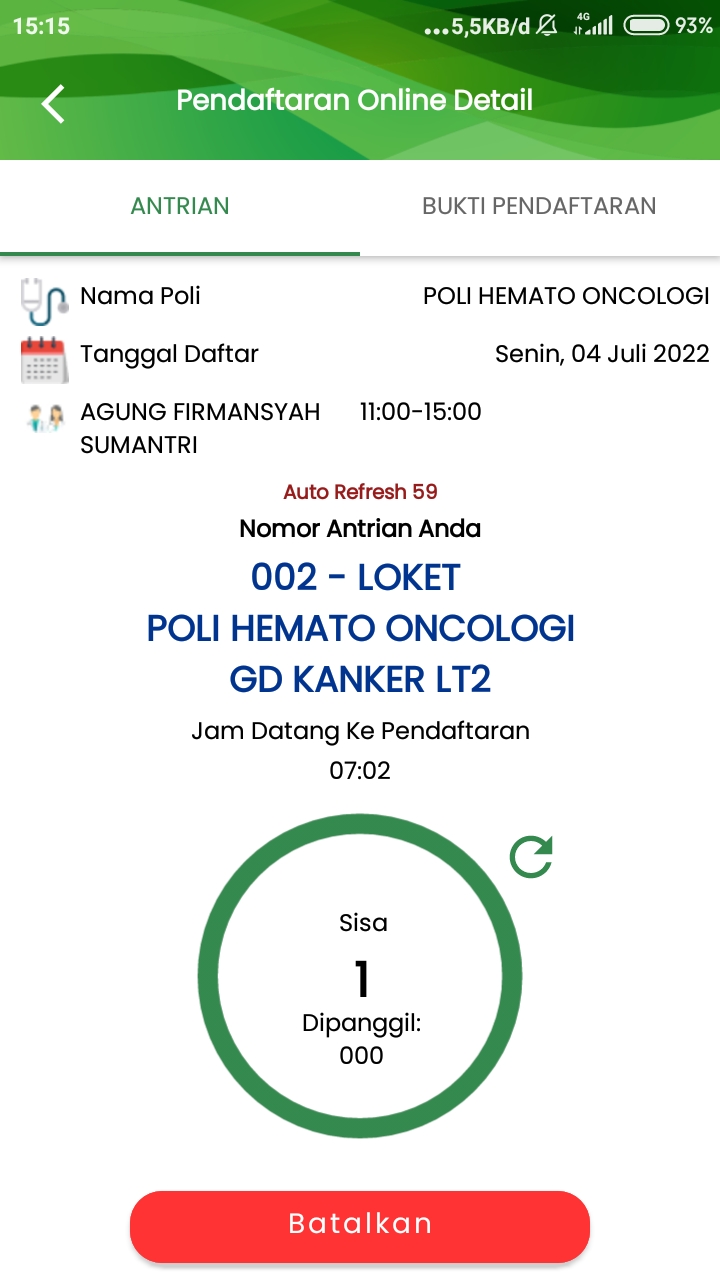 15:15
...5,5KB/d 4G 93%
Pendaftaran Online Detail
ANTRIAN BUKTI PENDAFTARAN
Nama Poli POLI HEMATO ONCOLOGI
Tanggal Daftar Senin, 04 Juli 2022
AGUNG FIRMANSYAH 11:00-15:00
SUMANTRI
Auto Refresh 59
Nomor Antrian Anda
002 - LOKET
POLI HEMATO ONCOLOGI
GD KANKER LT2
Jam Datang Ke Pendaftaran
07:02
Sisa
1
Dipanggil:
000
Batalkan